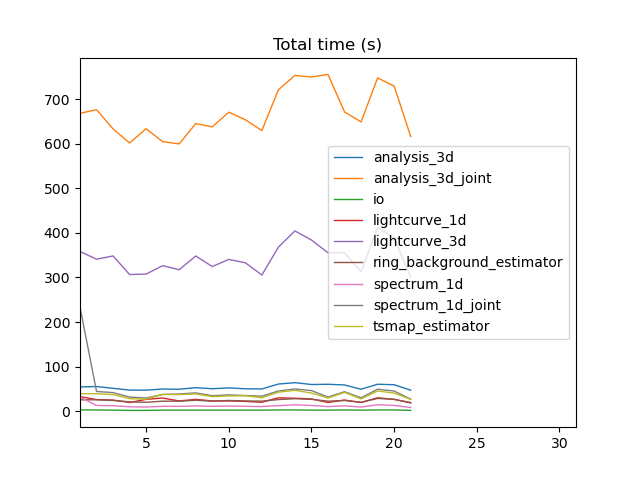 Total time (s)
700
600
500
400
300
200
100
0
analysis_3d
analysis_3d_joint
io
lightcurve_1d
lightcurve_3d
ring_background_estimator
spectrum_1d
spectrum_1d_joint
tsmap_estimator
5 10 15 20 25 30